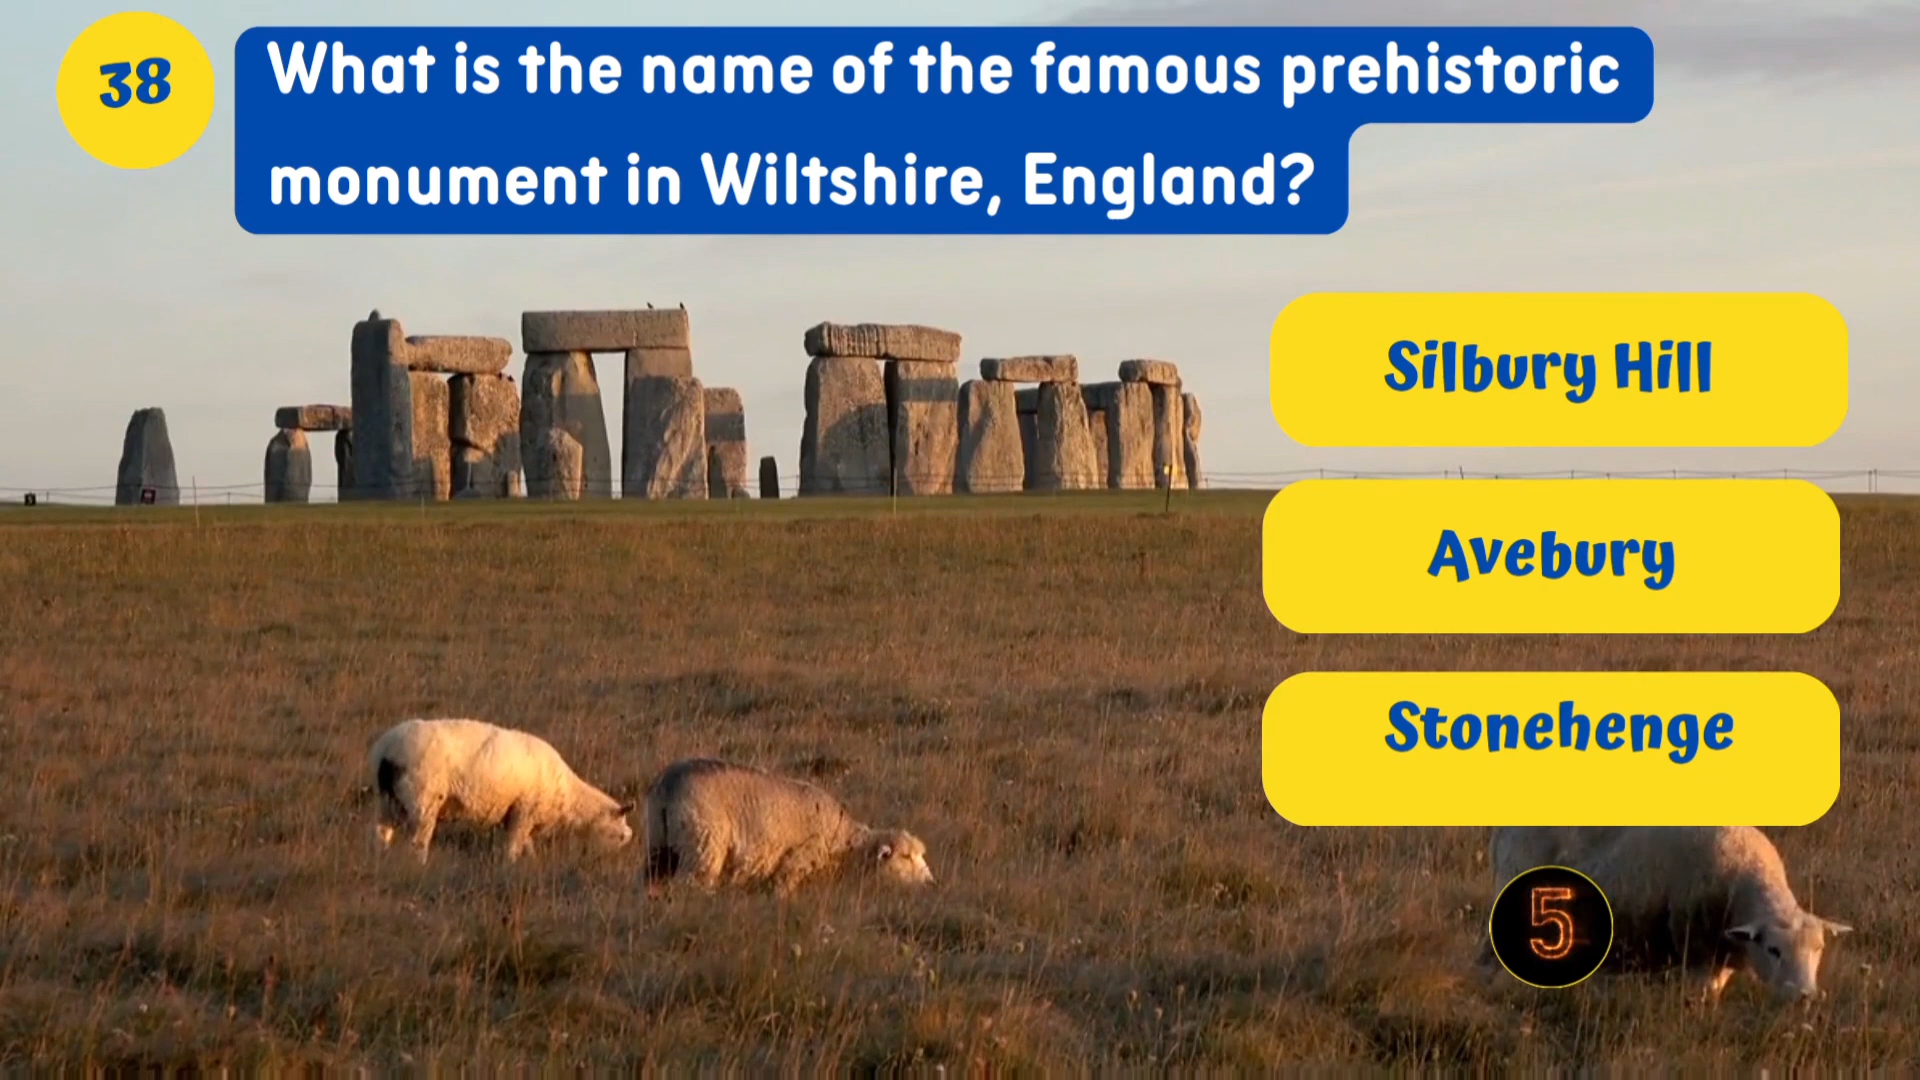 38
What is the name of the famous prehistoric
monument in Wiltshire, England?
Silbury Hill
Avebury
Stonehenge
5